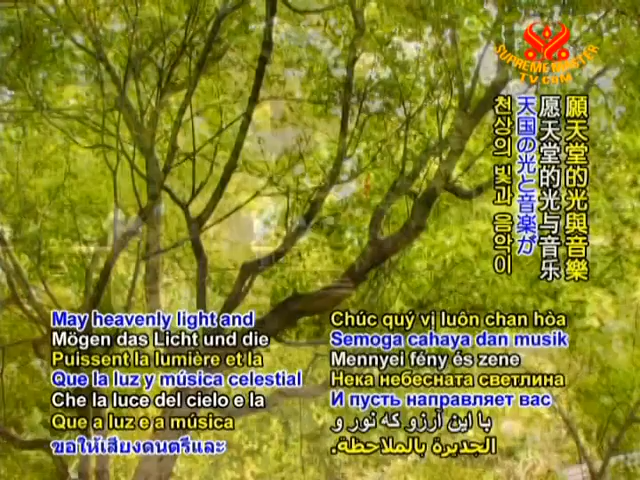 SUPREME MASTER
TV.COM
願天堂的光與音樂
愿天堂的光与音乐
天国の光と音楽が
천상의 빛과 음악이
May heavenly light and
Mögen das Licht und die
Puissent la lumière et la
Que la luz y música celestial
Che la luce del cielo e la
Que a luz e a música
ขอให้เสียงดนตรีและ
Chúc quý vị luôn chan hòa
Semoga cahaya dan musik
Mennyei fény és zene
Нека небесната светлина
И пусть направляет вас
با این آرزو که نور و
الجديرة بالملاحظة.